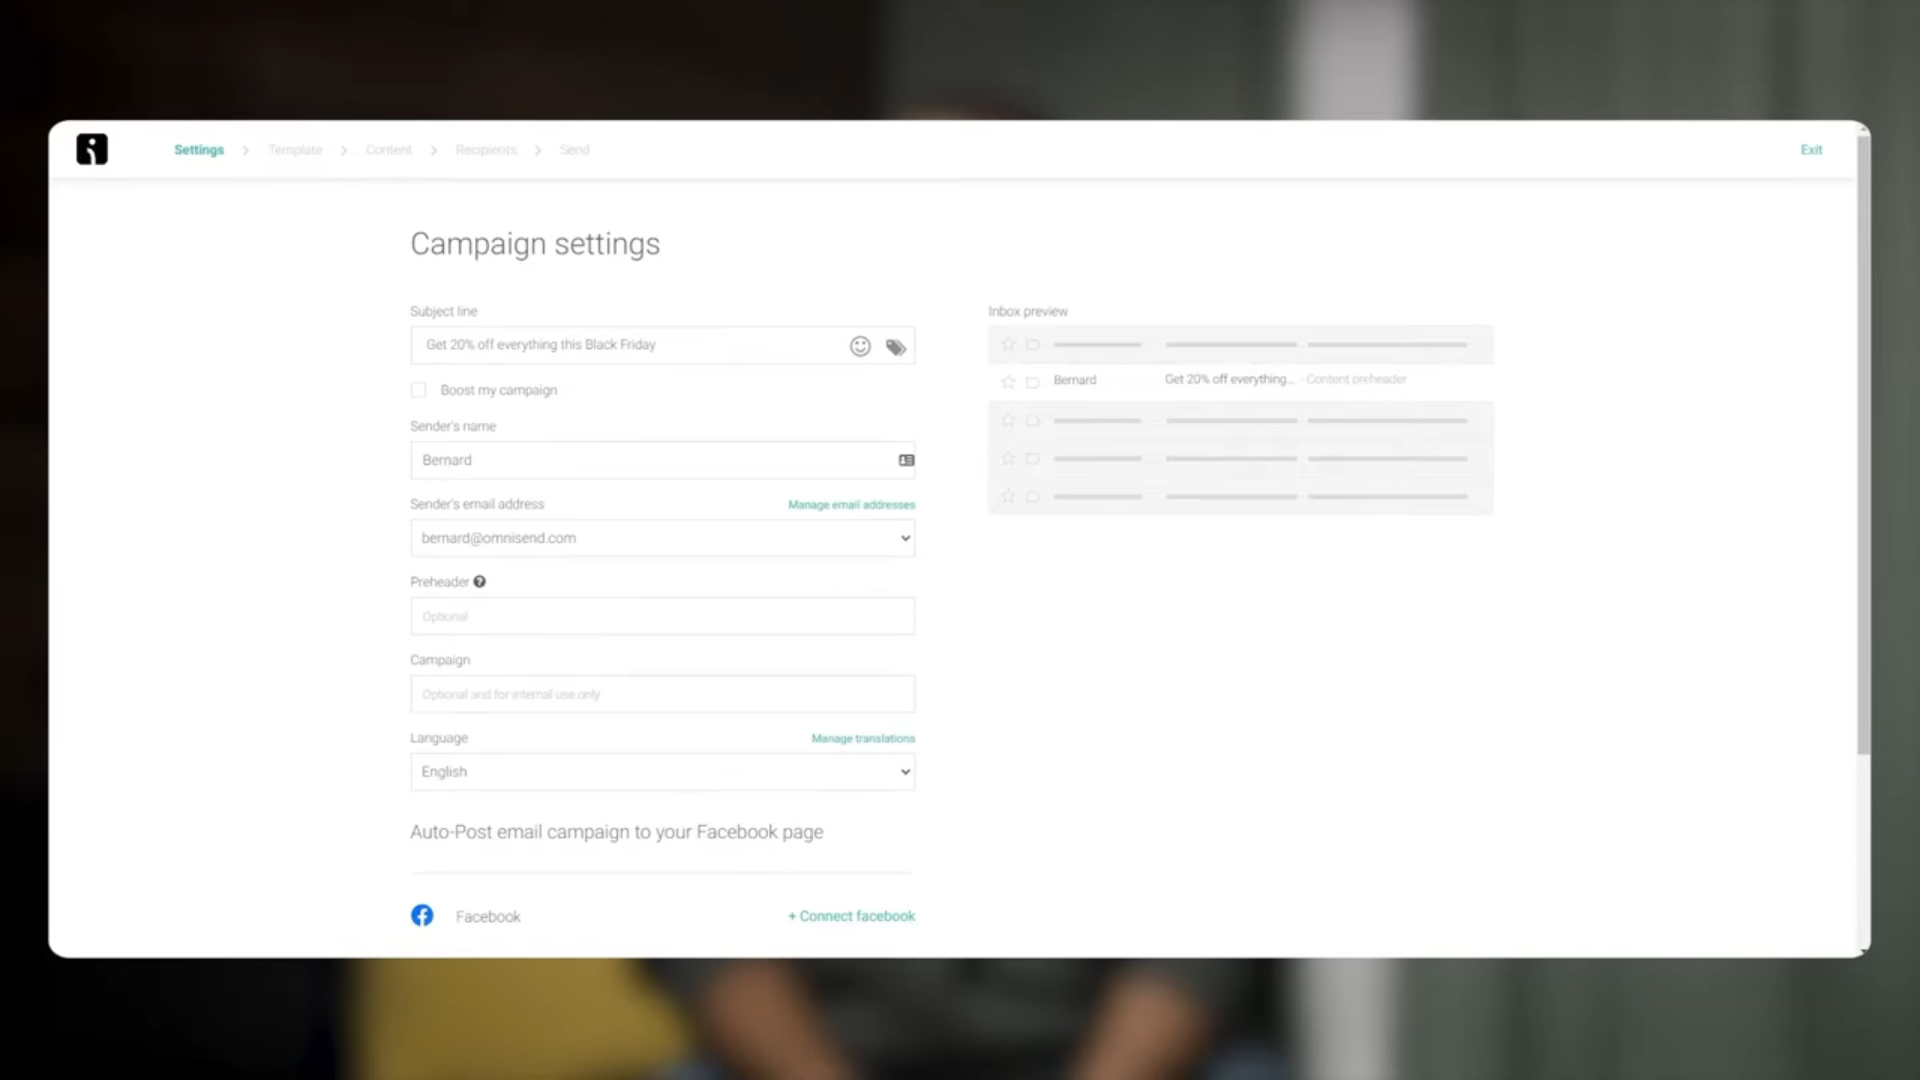 Settings > Template > Content > Recipients > Send
Exit
Campaign settings
Subject line
Get 20% off everything this Black Friday
Boost my campaign
Sender's name
Bernard
Sender's email address
Manage email addresses
bernard@omnisend.com
Preheader
Optional
Campaign
Optional and for internal use only
Language
Manage translations
English
Auto-Post email campaign to your Facebook page
Facebook
+ Connect facebook
Inbox preview
Bernard
Get 20% off everything... · Content preheader